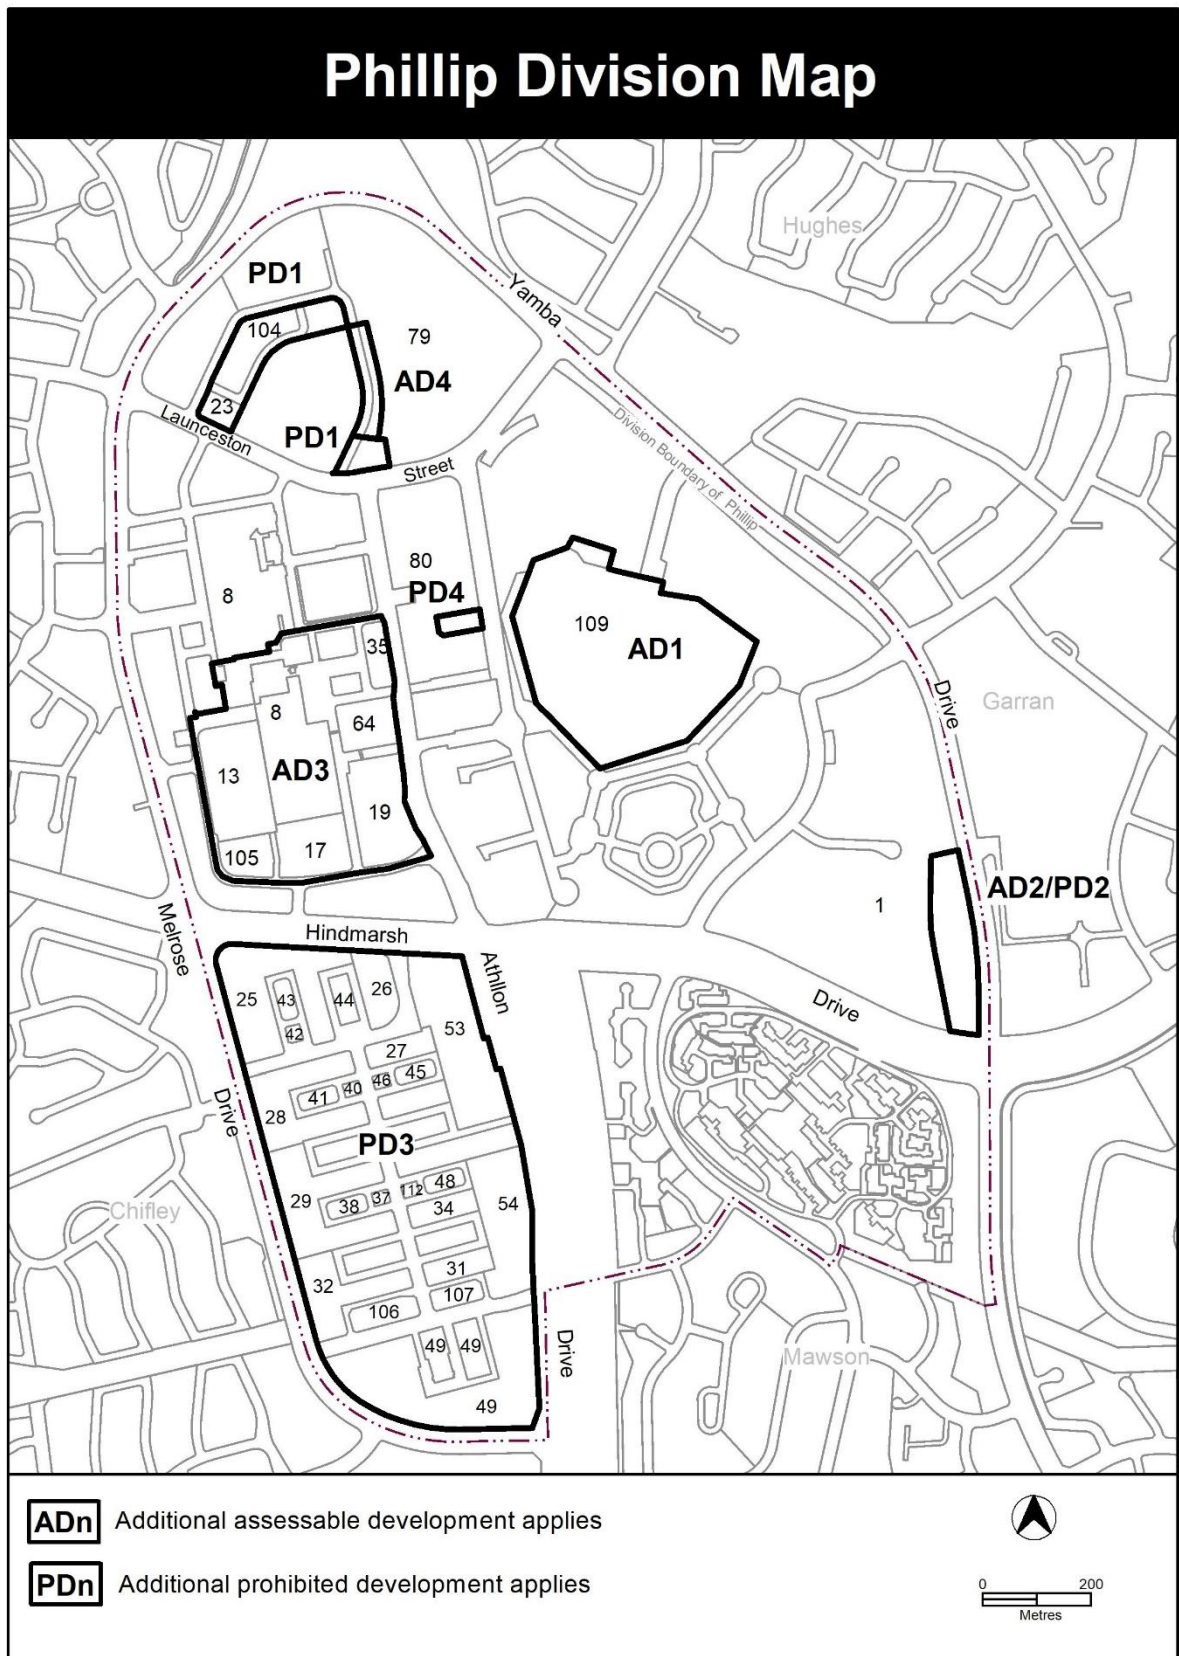 Phillip Division Map
Hughes
PD1
Yamba
104
79
AD4
23
Launceston
PD1
Street
Division Boundary of Phillip
80
PD4
8
109
AD1
35
Drive
Garran
8
64
13
AD3
19
105
17
AD2/PD2
1
Melrose
Hindmarsh
Athllon
Drive
25
43
44
26
42
53
27
46
45
41
40
28
Drive
PD3
48
112
29
38
37
34
54
Chifley
31
32
107
106
49
49
Drive
Mawson
49
ADn Additional assessable development applies
PDn Additional prohibited development applies
0 200
Metres